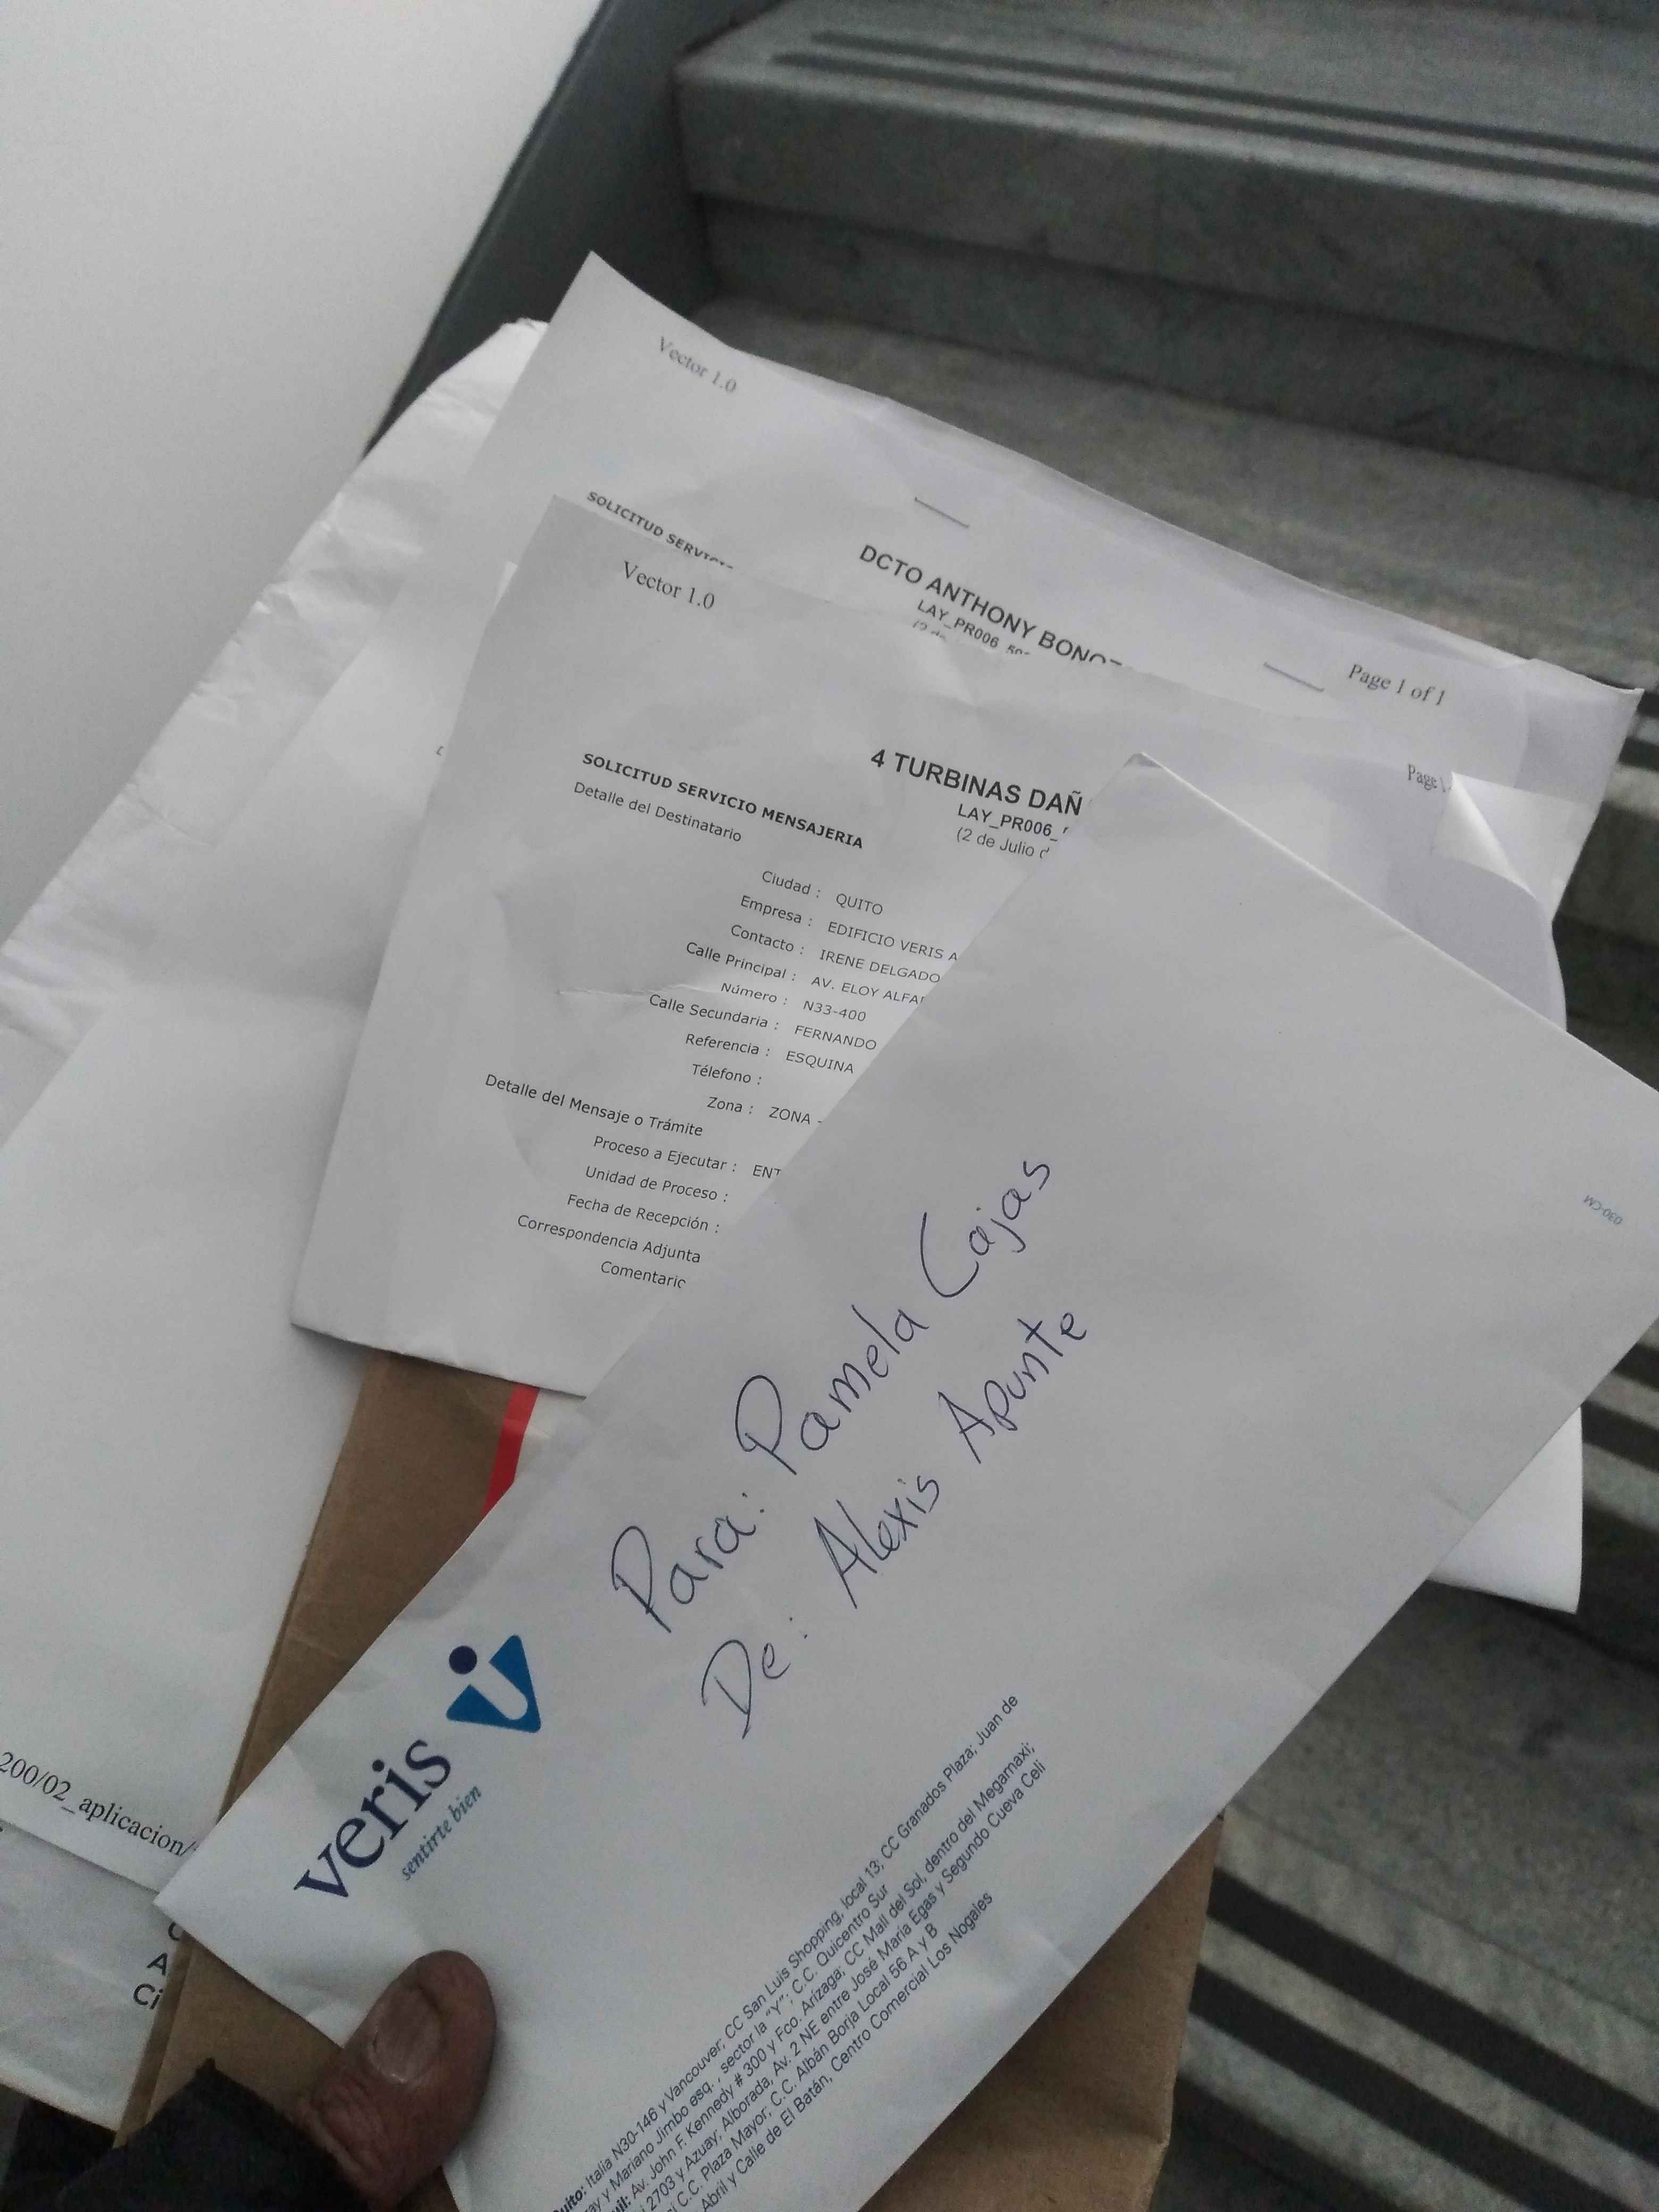 Vector 1.0
SOLICITUD
DCTO ANTHONY
LAY_PR006
Page 1 of 1
Vector 1.0
4 TURBINAS
LAY_PR006_
(2 de Julio
Page
SOLICITUD SERVICIO MENSAJERIA
Detalle del Destinatario
Ciudad : QUITO
Empresa : EDIFICIO VERIS A
Contacto : IRENE DELGADO
Calle Principal : AV. ELOY
Número : N33-400
Calle Secundaria : FERNANDO
Referencia : ESQUINA
Télefono :
Zona : ZONA -
Detalle del Mensaje o Trámite
Proceso a Ejecutar :
Unidad de Proceso :
Fecha de Recepción :
Correspondencia Adjunta
030-CM
Para: Pamela Cajas
De: Alexis Apunte
veris
sentirte bien
Italia N30-146 y Vancouver; CC San Luis Shopping, local 13; CC Granados Plaza; Juan de
y Mariano Jimbo esq., sector la "Y"; C.C. Quicentro Sur
Av. John F. Kennedy # 300 y Fco. Arízaga; CC Mall del Sol, dentro del Megamaxi;
2703 y Azuay; Alborada, Av. 2 NE entre José María Egas y Segundo Cueva Celi
C.C. Plaza Mayor; C.C. Albán Borja Local 56 A y B
Abril y Calle de El Batán, Centro Comercial Los Nogales
200/02_aplicacion/
A
Ci